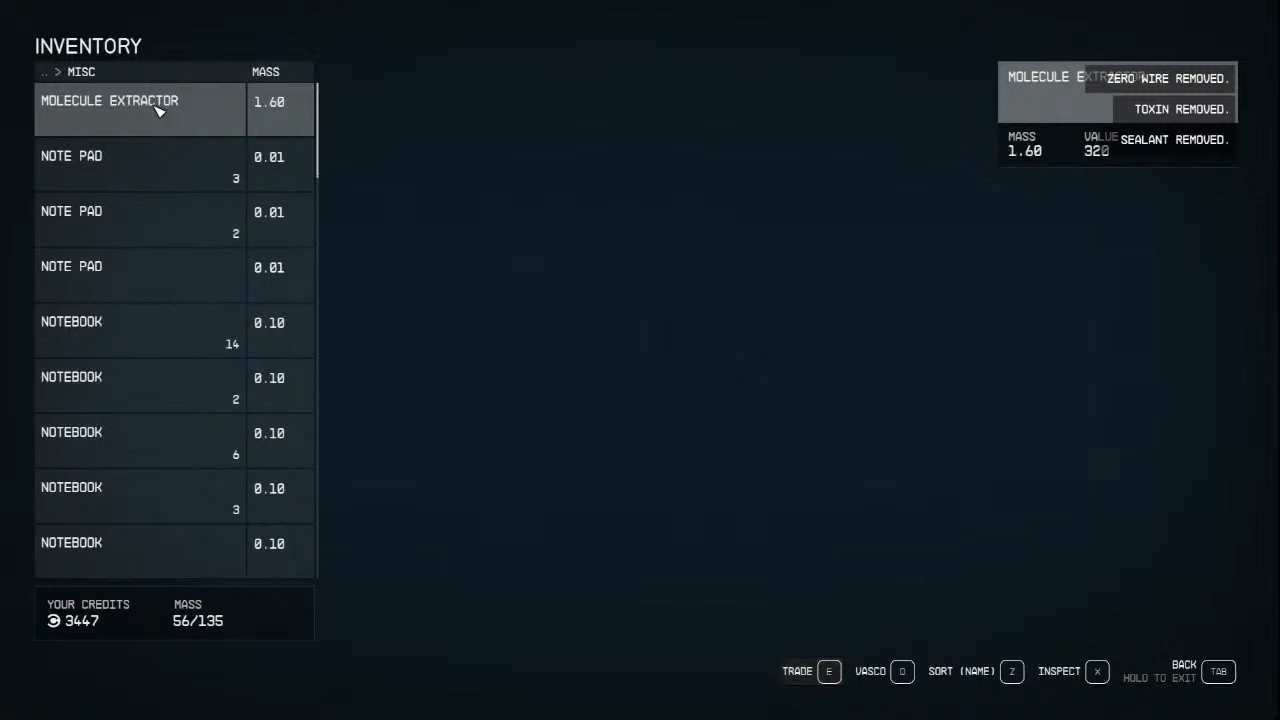 INVENTORY
.. > MISC MASS
MOLECULE EXTRACTOR 1.60
NOTE PAD 0.01
3
NOTE PAD 0.01
2
NOTE PAD 0.01
NOTEBOOK 0.10
14
NOTEBOOK 0.10
2
NOTEBOOK 0.10
6
NOTEBOOK 0.10
3
NOTEBOOK 0.10
YOUR CREDITS MASS
3447 56/135
MOLECULE EXTRACTOR
ZERO WIRE REMOVED.
TOXIN REMOVED.
SEALANT REMOVED.
MASS VALUE
1.60 320
TRADE E VASCO Q SORT (NAME) Z INSPECT X BACK TAB
HOLD TO EXIT